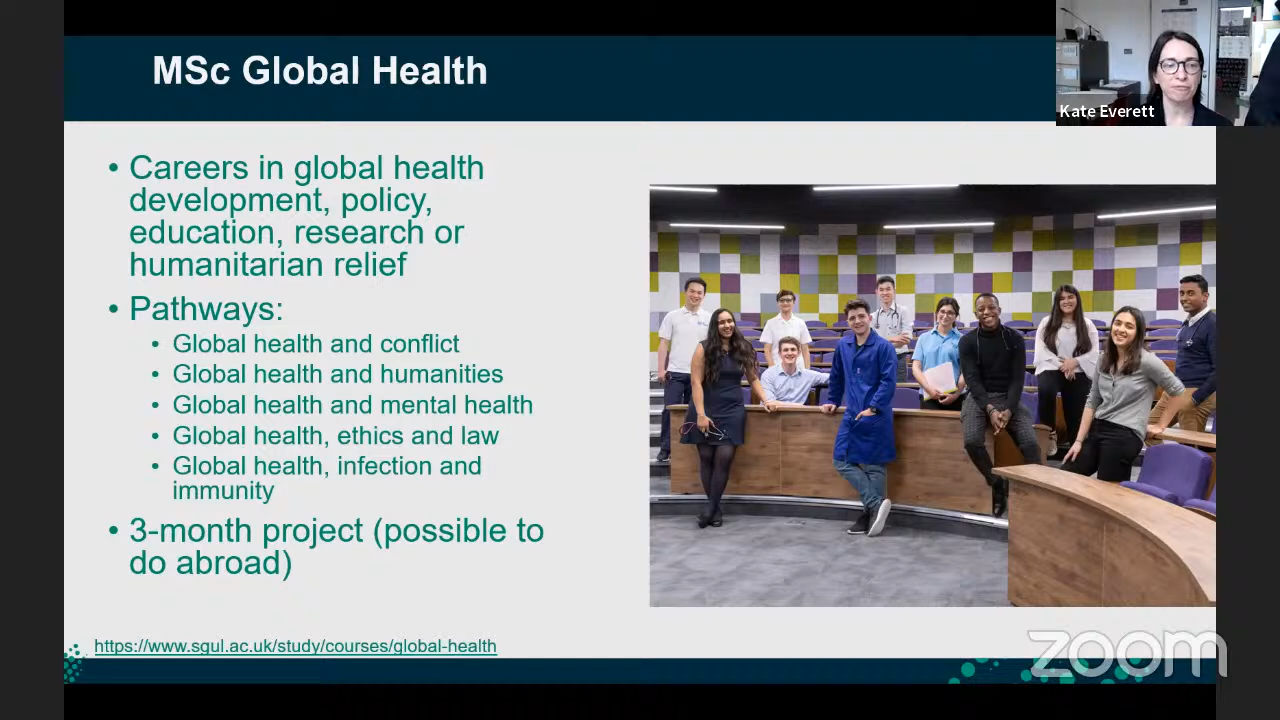 MSc Global Health
Kate Everett
• Careers in global health
development, policy,
education, research or
humanitarian relief
• Pathways:
• Global health and conflict
• Global health and humanities
• Global health and mental health
• Global health, ethics and law
• Global health, infection and
immunity
• 3-month project (possible to
do abroad)
https://www.sgul.ac.uk/study/courses/global-health
zoom